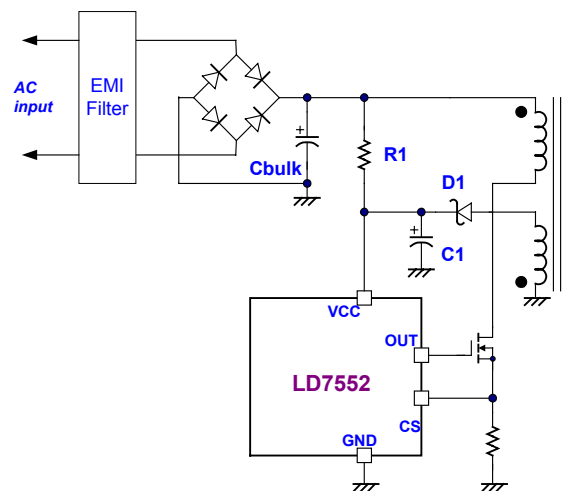 AC
input
EMI
Filter
+
Cbulk
R1
D1
+
C1
VCC
OUT
LD7552
CS
GND